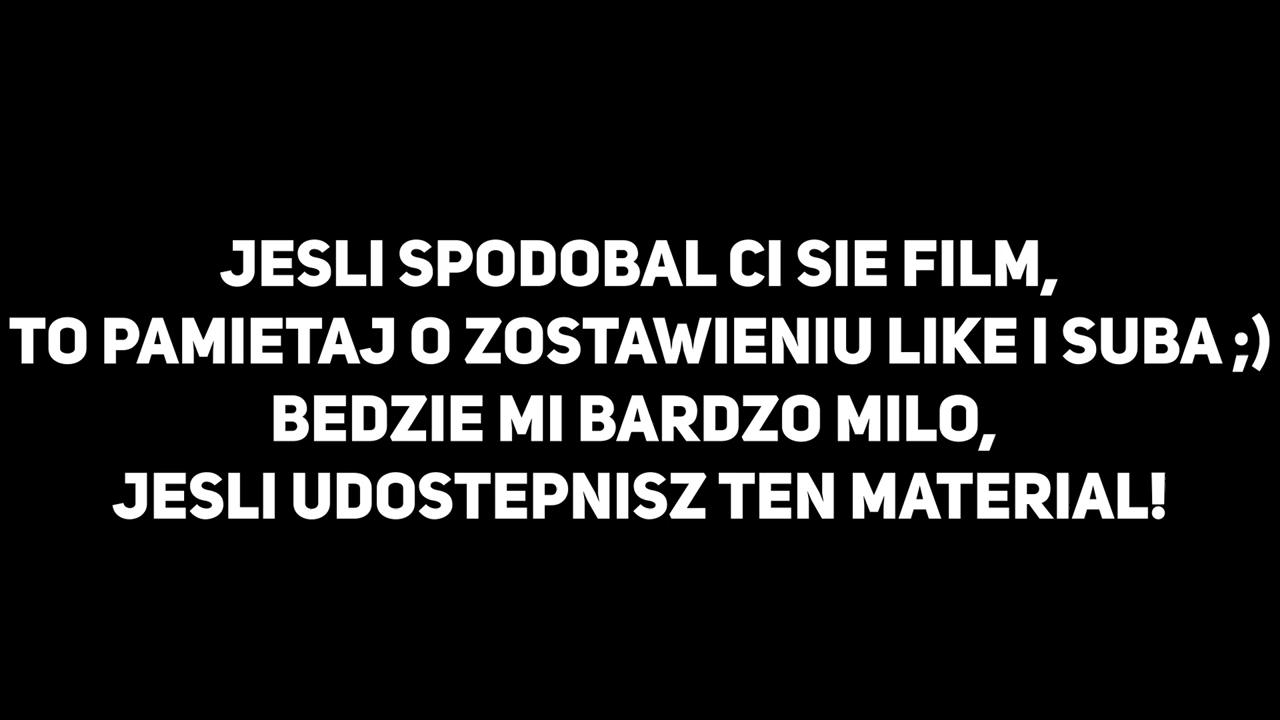 JESLI SPODOBAL CI SIE FILM,
TO PAMIETAJ O ZOSTAWIENIU LIKE I SUBA ;)
BEDZIE MI BARDZO MILO,
JESLI UDOSTEPNISZ TEN MATERIAL!